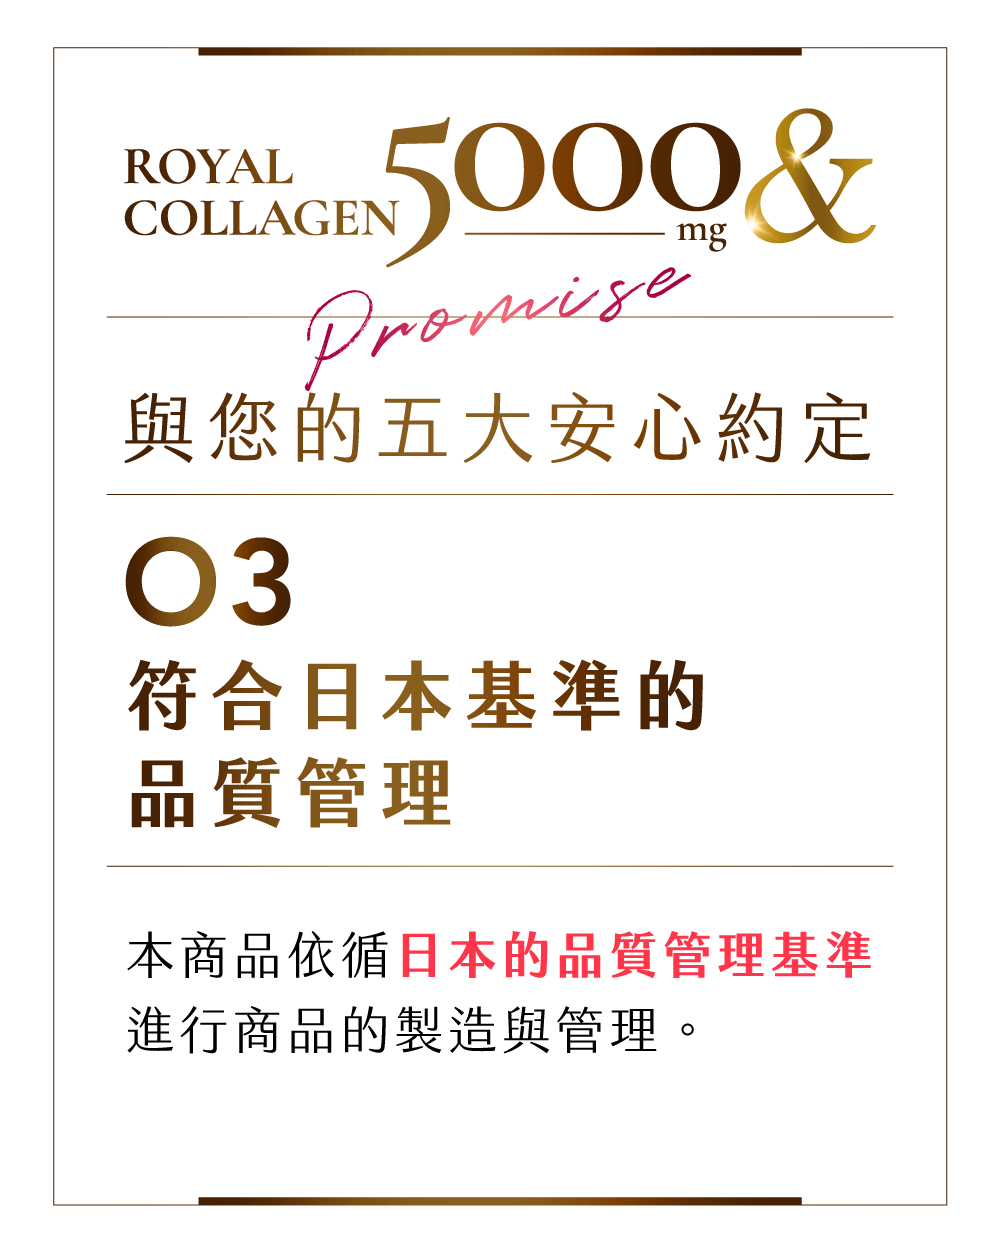 ROYAL
COLLAGEN 5000 mg &
Promise
與您的五大安心約定
03
符合日本基準的
品質管理
本商品依循日本的品質管理基準
進行商品的製造與管理。